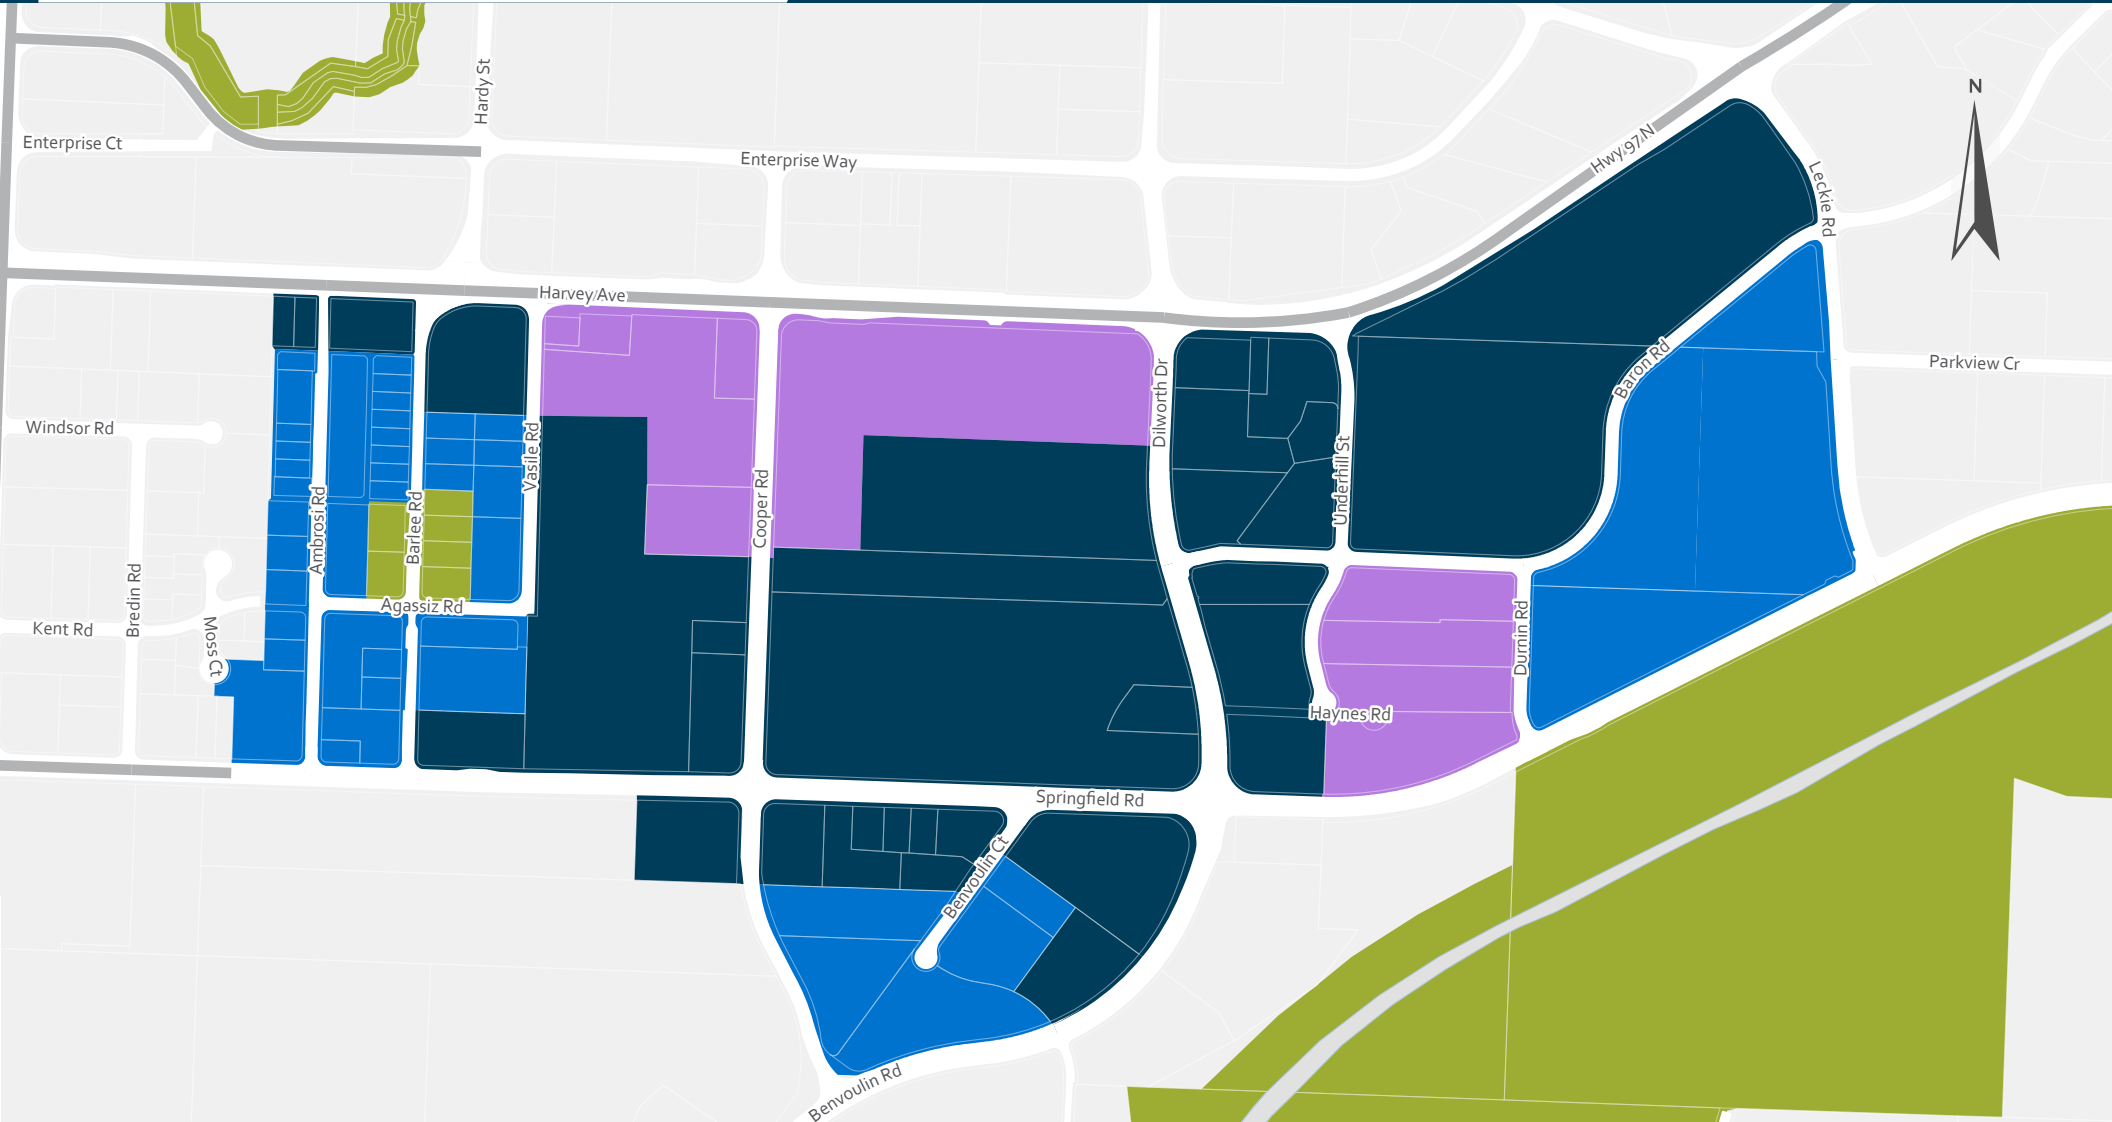 Hardy St
N
Enterprise Ct
Enterprise Way
Hwy 97 N
Leckie Rd
Harvey Ave
Parkview Cr
Baron Rd
Dilworth Dr
Windsor Rd
Vasile Rd
Underhill St
Cooper Rd
Ambrosi Rd
Barlee Rd
Bredin Rd
Agassiz Rd
Kent Rd
Moss Ct
Durnin Rd
Haynes Rd
Springfield Rd
Benvoulin Ct
Benvoulin Rd